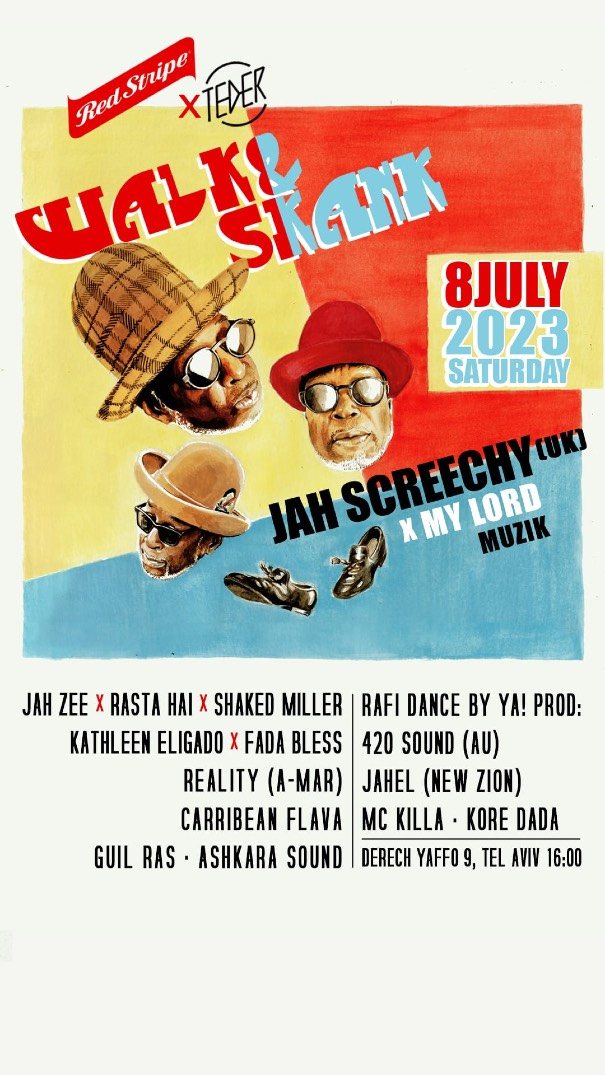 Red Stripe
X TEDER
WALK &
SKANK
8 JULY
2023
SATURDAY
JAH SCREECHY (UK)
X MY LORD
MUZIK
JAH ZEE X RASTA HAI X SHAKED MILLER
KATHLEEN ELIGADO X FADA BLESS
REALITY (A-MAR)
CARRIBEAN FLAVA
GUIL RAS · ASHKARA SOUND
RAFI DANCE BY YA! PROD:
420 SOUND (AU)
JAHEL (NEW ZION)
MC KILLA · KORE DADA
DERECH YAFFO 9, TEL AVIV 16:00